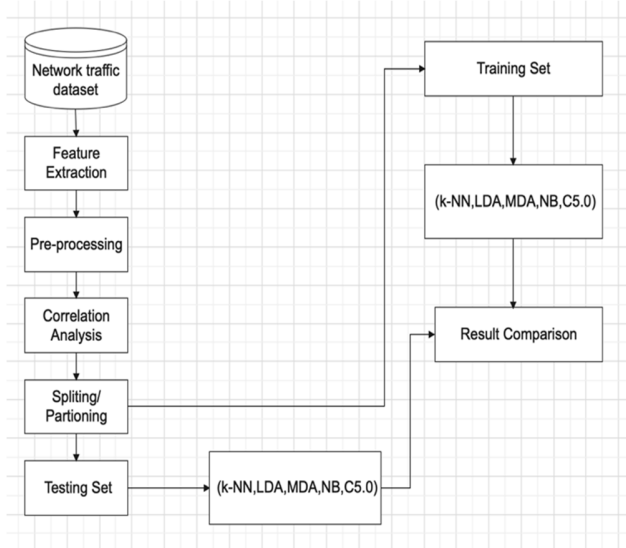 Network traffic
dataset
Feature
Extraction
Pre-processing
Correlation
Analysis
Spliting/
Partioning
Testing Set
(k-NN,LDA,MDA,NB,C5.0)
Training Set
(k-NN,LDA,MDA,NB,C5.0)
Result Comparison